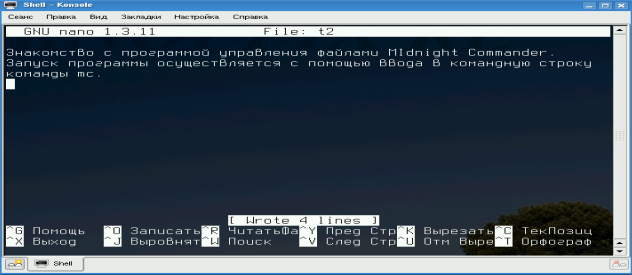 Shell - Konsole
Сеанс Правка Вид Закладки Настройка Справка
GNU nano 1.3.11 File: t2
Знакомство с программой управления файлами MIdnight Commander.
Запуск программы осуществляется с помощью ввода в командную строку
команды mc.
[ Wrote 4 lines ]
^G Помощь ^O Записать^R ЧитатьФа^Y Пред Стр^K Вырезать^C ТекПозиц
^X Выход ^J Выровнят^W Поиск ^V След Стр^U Отм Выре^T Орфограф
Shell